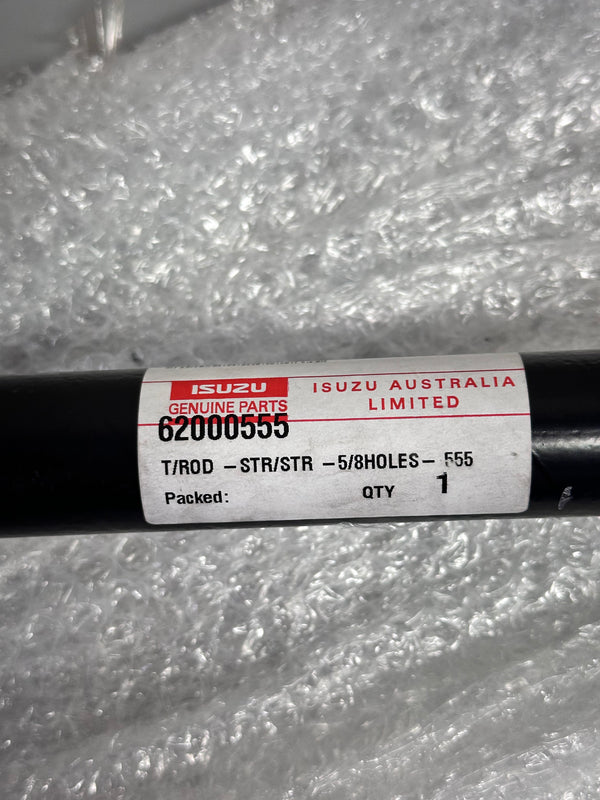 ISUZU
GENUINE PARTS
ISUZU AUSTRALIA
LIMITED
62000555
T/ROD -STR/STR -5/8HOLES- 555
Packed:
QTY 1